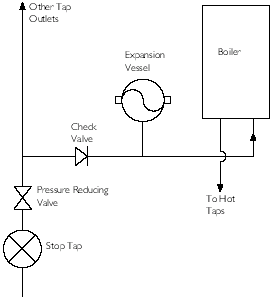 Other Tap
Outlets
Expansion
Vessel
Boiler
Check
Valve
Pressure Reducing
Valve
To Hot
Taps
Stop Tap